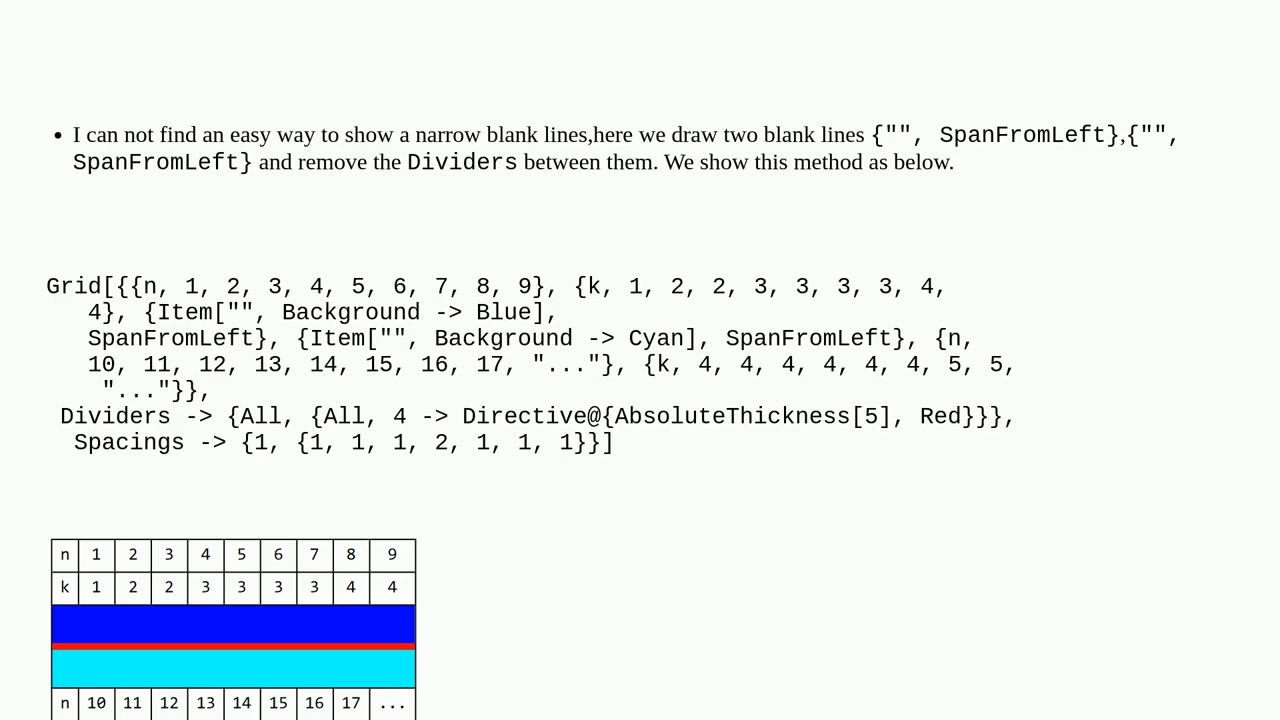 • I can not find an easy way to show a narrow blank lines,here we draw two blank lines {"", SpanFromLeft},{"",
SpanFromLeft} and remove the Dividers between them. We show this method as below.
Grid[{{n, 1, 2, 3, 4, 5, 6, 7, 8, 9}, {k, 1, 2, 2, 3, 3, 3, 3, 4,
4}, {Item["", Background -> Blue],
SpanFromLeft}, {Item["", Background -> Cyan], SpanFromLeft}, {n,
10, 11, 12, 13, 14, 15, 16, 17, "..."}, {k, 4, 4, 4, 4, 4, 4, 5, 5,
"..."}},
Dividers -> {All, {All, 4 -> Directive@{AbsoluteThickness[5], Red}}},
Spacings -> {1, {1, 1, 1, 2, 1, 1, 1}}]
n 1 2 3 4 5 6 7 8 9
k 1 2 2 3 3 3 3 4 4
n 10 11 12 13 14 15 16 17 ...